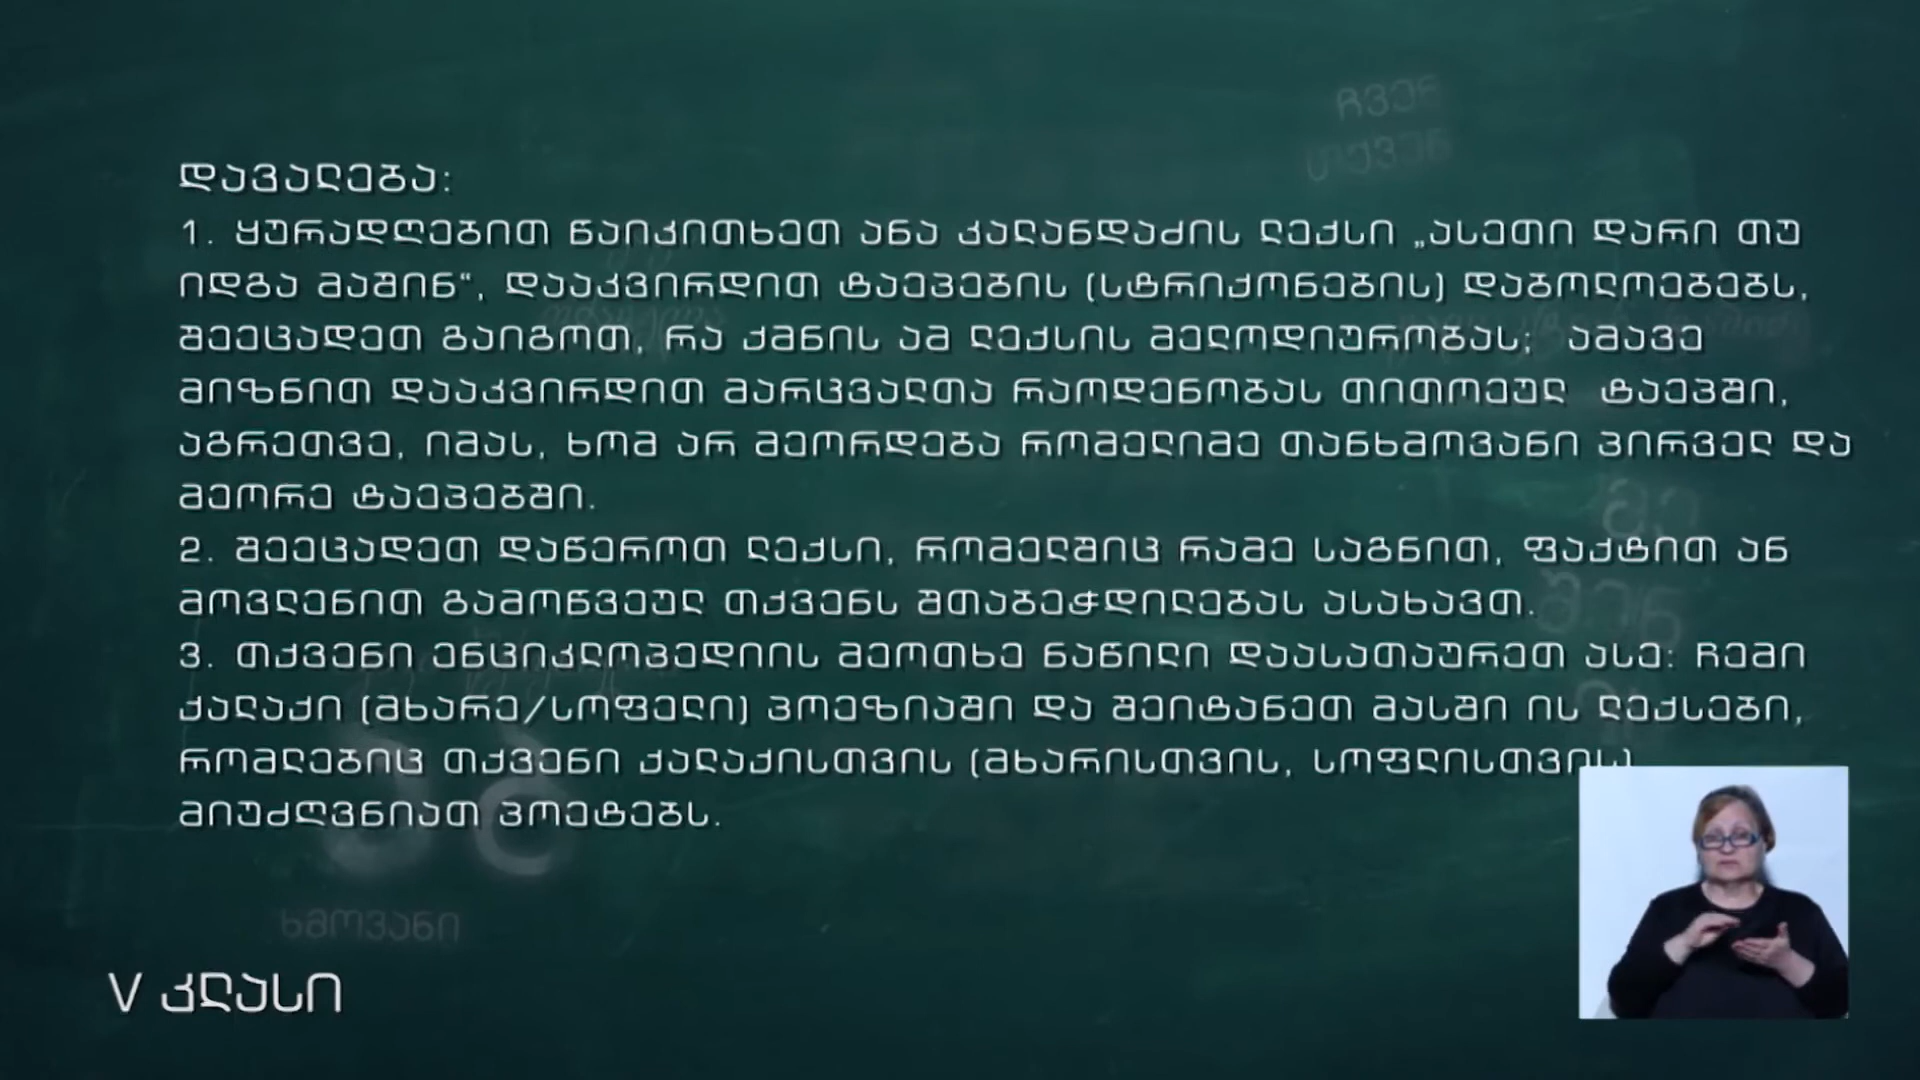 ჩვენ
თქვენ
დავალება:
1. ყურადღებით წაიკითხეთ ანა კალანდაძის ლექსი „ასეთი დარი თუ
იდგა მაშინ“, დააკვირდით ტაეპების (სტრიქონების) დაბოლოებებს,
შეეცადეთ გაიგოთ, რა ქმნის ამ ლექსის მელოდიურობას; ამავე
მიზნით დააკვირდით მარცვალთა რაოდენობას თითოეულ ტაეპში,
აგრეთვე, იმას, ხომ არ მეორდება რომელიმე თანხმოვანი პირველ და
მეორე ტაეპებში.
2. შეეცადეთ დაწეროთ ლექსი, რომელშიც რამე საგნით, ფაქტით ან
მოვლენით გამოწვეულ თქვენს შთაბეჭდილებას ასახავთ.
3. თქვენი ენციკლოპედიის მეოთხე ნაწილი დაასათაურეთ ასე: ჩემი
ქალაქი (მხარე/სოფელი) პოეზიაში და შეიტანეთ მასში ის ლექსები,
რომლებიც თქვენი ქალაქისთვის (მხარისთვის, სოფლისთვის)
მიუძღვნიათ პოეტებს.
მე
შენ
ის
ა ბ
ხმოვანი
V კლასი